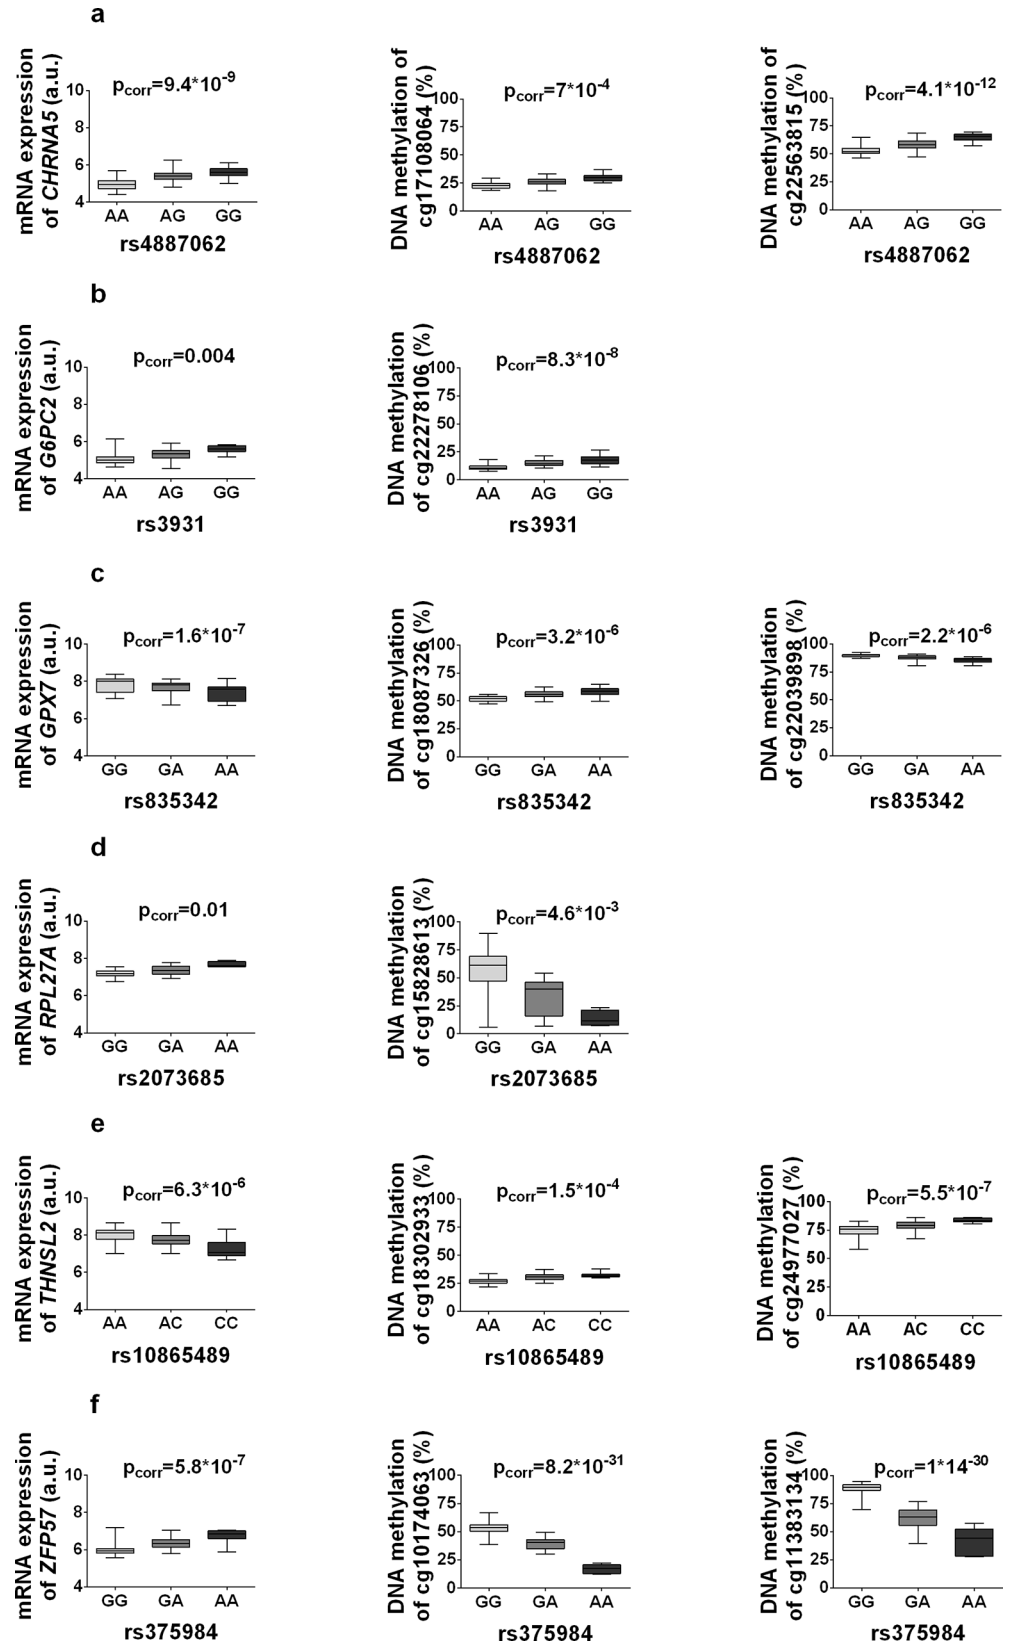 a
mRNA expression
of CHRNA5 (a.u.)
pcorr=9.4*10-9
10
8
6
4
AA AG GG
rs4887062
DNA methylation of
cg17108064 (%)
pcorr=7*10-4
100
75
50
25
0
AA AG GG
rs4887062
DNA methylation of
cg22563815 (%)
pcorr=4.1*10-12
100
75
50
25
0
AA AG GG
rs4887062
b
mRNA expression
of G6PC2 (a.u.)
pcorr=0.004
10
8
6
4
AA AG GG
rs3931
DNA methylation
of cg22278106 (%)
pcorr=8.3*10-8
100
75
50
25
0
AA AG GG
rs3931
c
mRNA expression
of GPX7 (a.u.)
pcorr=1.6*10-7
10
8
6
4
GG GA AA
rs835342
DNA methylation
of cg18087326 (%)
pcorr=3.2*10-6
100
75
50
25
0
GG GA AA
rs835342
DNA methylation
of cg22039898 (%)
pcorr=2.2*10-6
100
75
50
25
0
GG GA AA
rs835342
d
mRNA expression
of RPL27A (a.u.)
pcorr=0.01
10
8
6
4
GG GA AA
rs2073685
DNA methylation
of cg15828613 (%)
pcorr=4.6*10-3
100
75
50
25
0
GG GA AA
rs2073685
e
mRNA expression
of THNSL2 (a.u.)
pcorr=6.3*10-6
10
8
6
4
AA AC CC
rs10865489
DNA methylation
of cg18302933 (%)
pcorr=1.5*10-4
100
75
50
25
0
AA AC CC
rs10865489
DNA methylation
of cg24977027 (%)
pcorr=5.5*10-7
100
75
50
25
0
AA AC CC
rs10865489
f
mRNA expression
of ZFP57 (a.u.)
pcorr=5.8*10-7
10
8
6
4
GG GA AA
rs375984
DNA methylation
of cg10174063 (%)
pcorr=8.2*10-31
100
75
50
25
0
GG GA AA
rs375984
DNA methylation
of cg11383134 (%)
pcorr=1*14-30
100
75
50
25
0
GG GA AA
rs375984